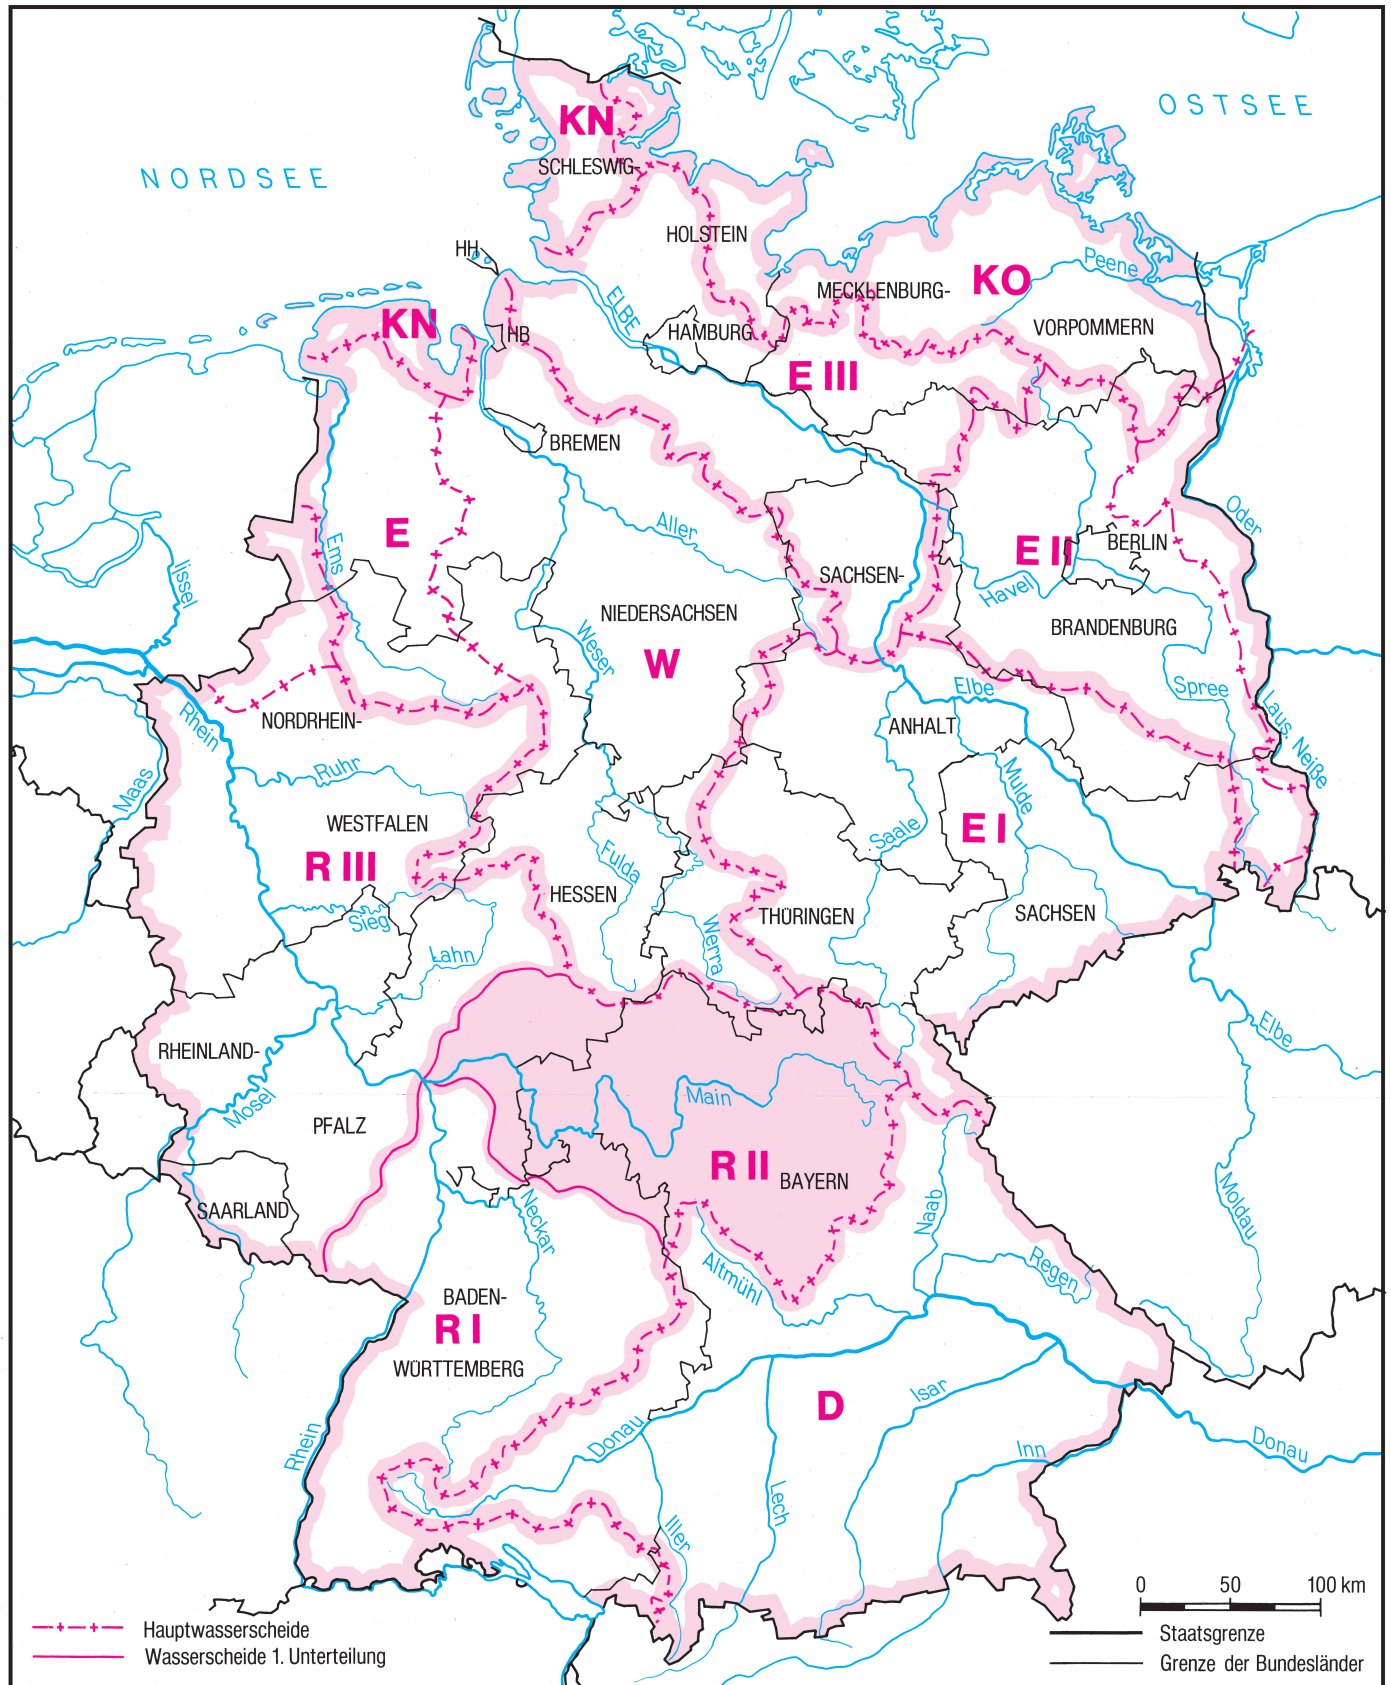 OSTSEE
KN
NORDSEE
SCHLESWIG-
HOLSTEIN
HH
Peene
KO
MECKLENBURG-
ELBE
KN
HB
HAMBURG
VORPOMMERN
E III
BREMEN
Aller
Oder
E
Ems
E II
BERLIN
Ijssel
SACHSEN-
Havel
NIEDERSACHSEN
BRANDENBURG
Weser
W
Elbe
Spree
Rhein
NORDRHEIN-
ANHALT
Laus. Neiße
Ruhr
Maas
Mulde
WESTFALEN
Saale
E I
R III
Fulda
HESSEN
THÜRINGEN
SACHSEN
Sieg
Werra
Lahn
Elbe
RHEINLAND-
Mosel
Main
PFALZ
R II
BAYERN
SAARLAND
Neckar
Naab
Moldau
Altmühl
Regen
BADEN-
R I
WÜRTTEMBERG
Isar
D
Donau
Rhein
Inn
Donau
Lech
Iller
0 50 100 km
Hauptwasserscheide
Staatsgrenze
Wasserscheide 1. Unterteilung
Grenze der Bundesländer